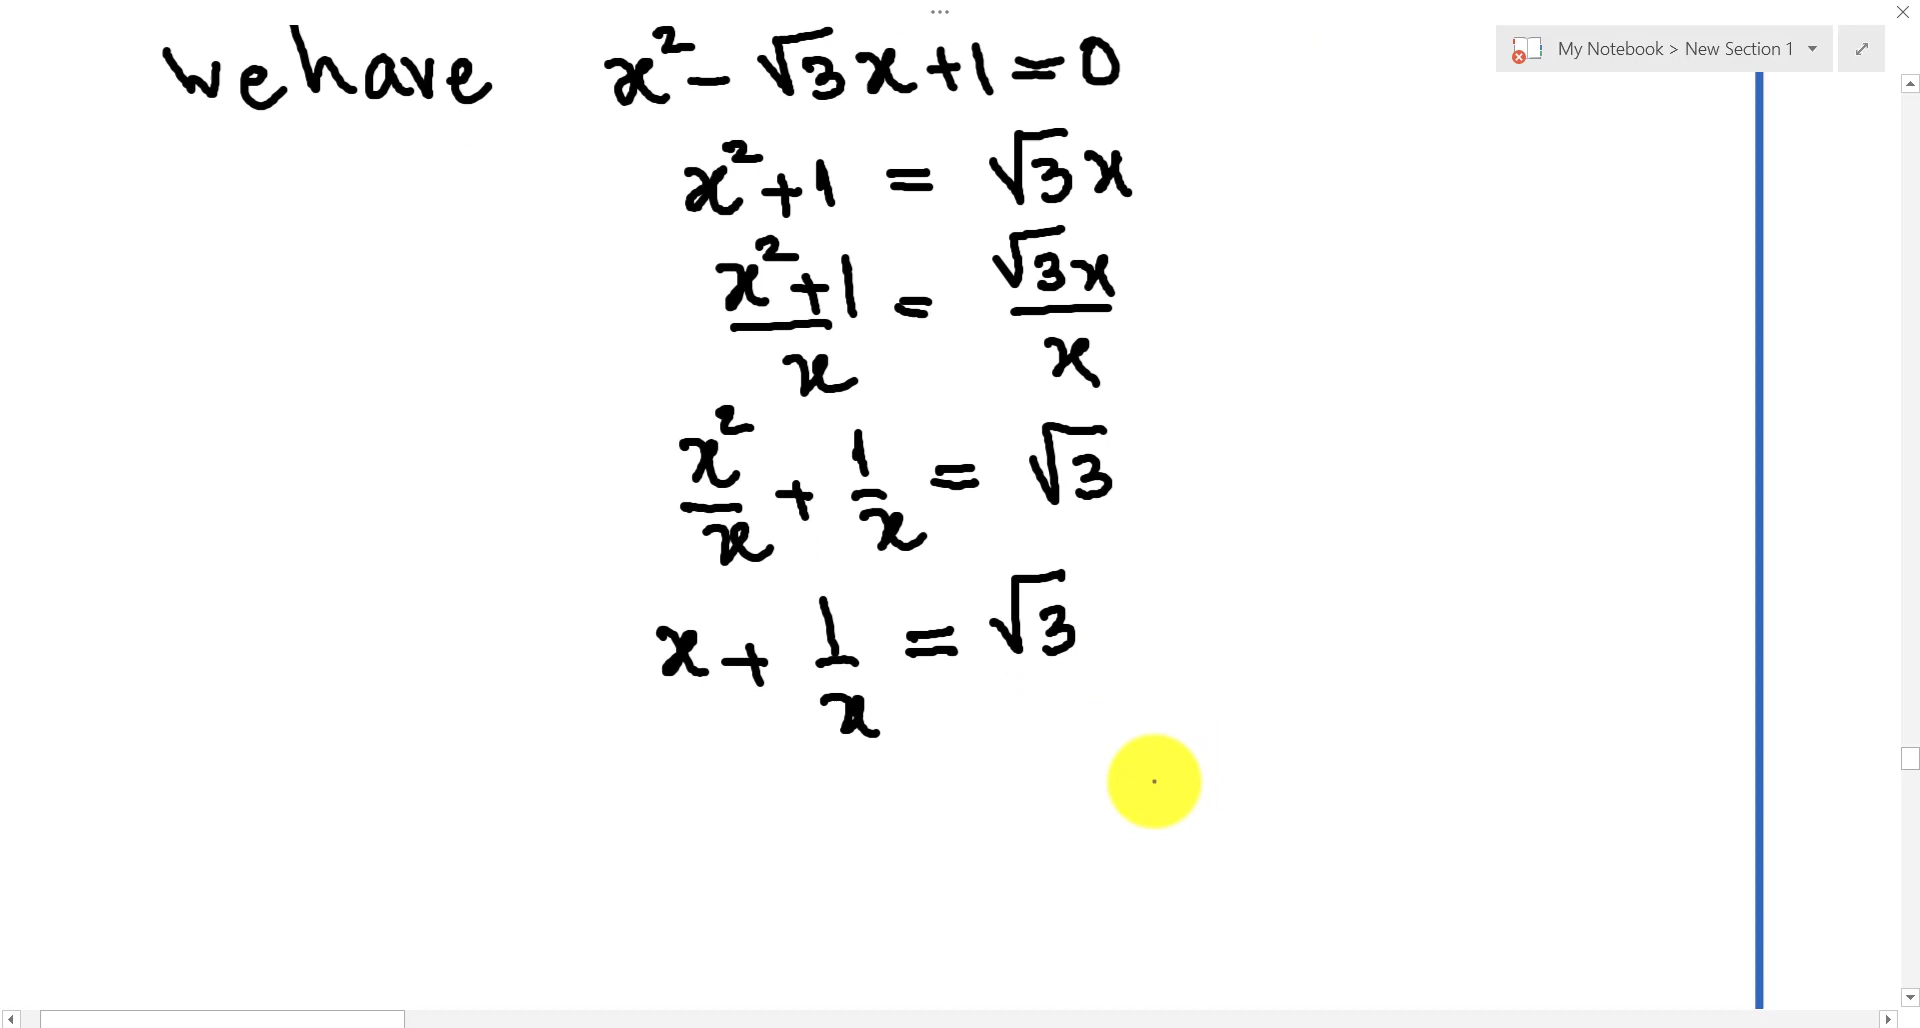 My Notebook > New Section 1
we have x² - √3x + 1 = 0
x² + 1 = √3x
(x² + 1)/x = √3x/x
x²/x + 1/x = √3
x + 1/x = √3